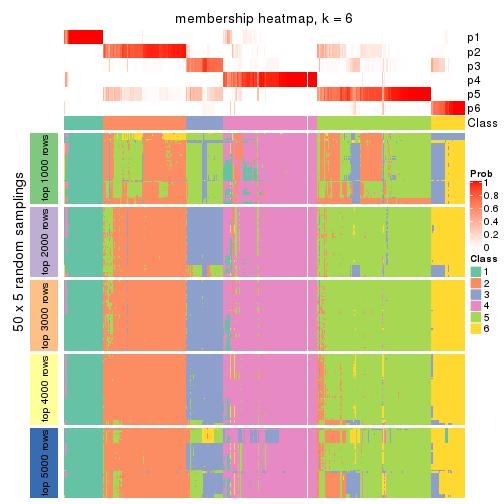 membership heatmap, k = 6
p1
p2
p3
p4
p5
p6
Class
50 x 5 random samplings
top 1000 rows
top 2000 rows
top 3000 rows
top 4000 rows
top 5000 rows
Prob
1
0.8
0.6
0.4
0.2
0
Class
1
2
3
4
5
6